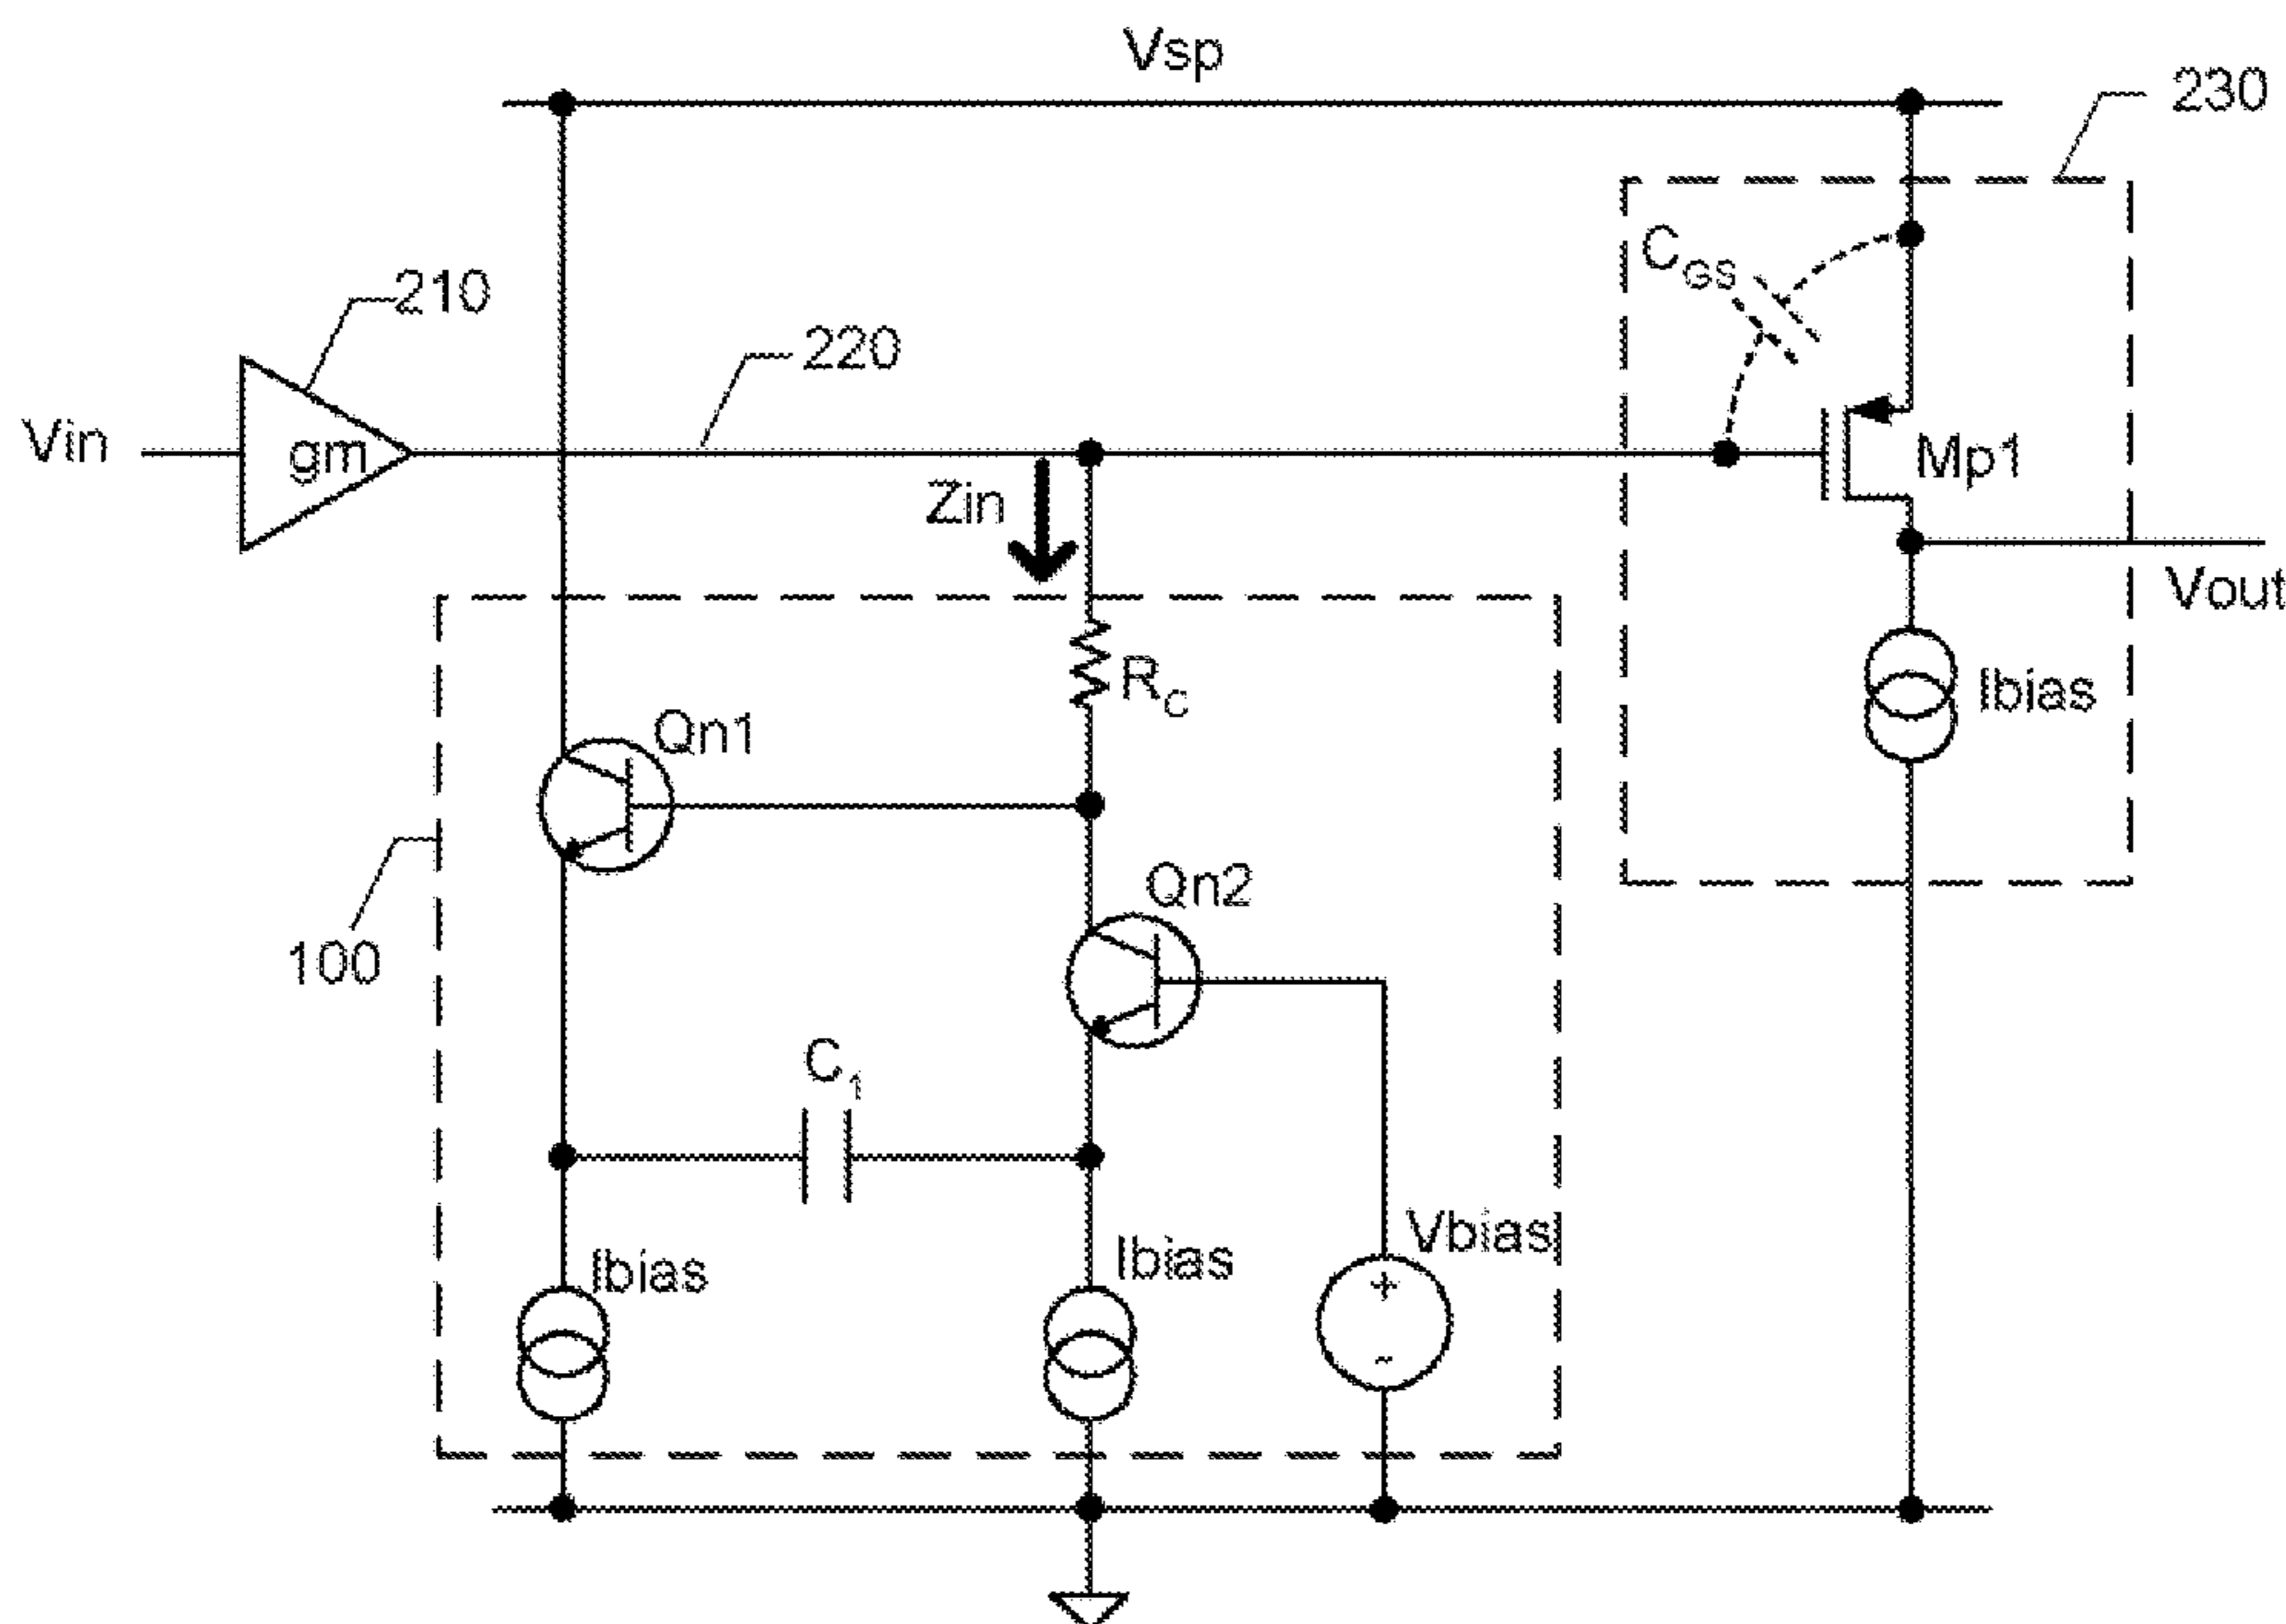 Vsp
230
C_GS
210
220
Vin
gm
Mp1
Zin
Vout
R_C
Ibias
Qn1
Qn2
100
C_1
Vbias
Ibias
Ibias
+
-